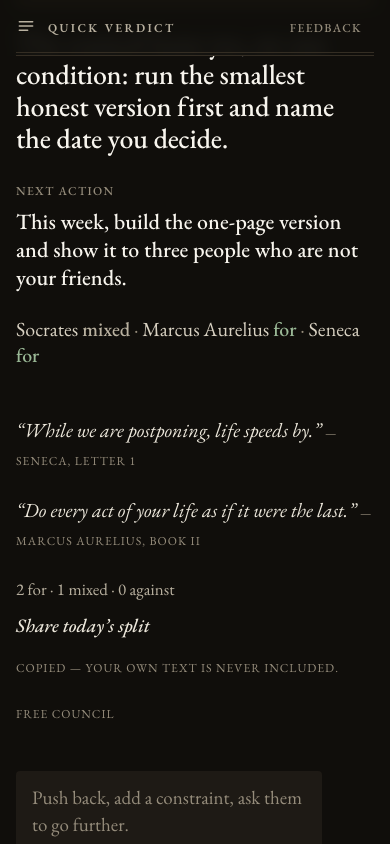 QUICK VERDICT
FEEDBACK
condition: run the smallest
honest version first and name
the date you decide.
NEXT ACTION
This week, build the one-page version
and show it to three people who are not
your friends.
Socrates mixed · Marcus Aurelius for · Seneca
for
“While we are postponing, life speeds by.” —
SENECA, LETTER 1
“Do every act of your life as if it were the last.” —
MARCUS AURELIUS, BOOK II
2 for · 1 mixed · 0 against
Share today’s split
COPIED — YOUR OWN TEXT IS NEVER INCLUDED.
FREE COUNCIL
Push back, add a constraint, ask them
to go further.